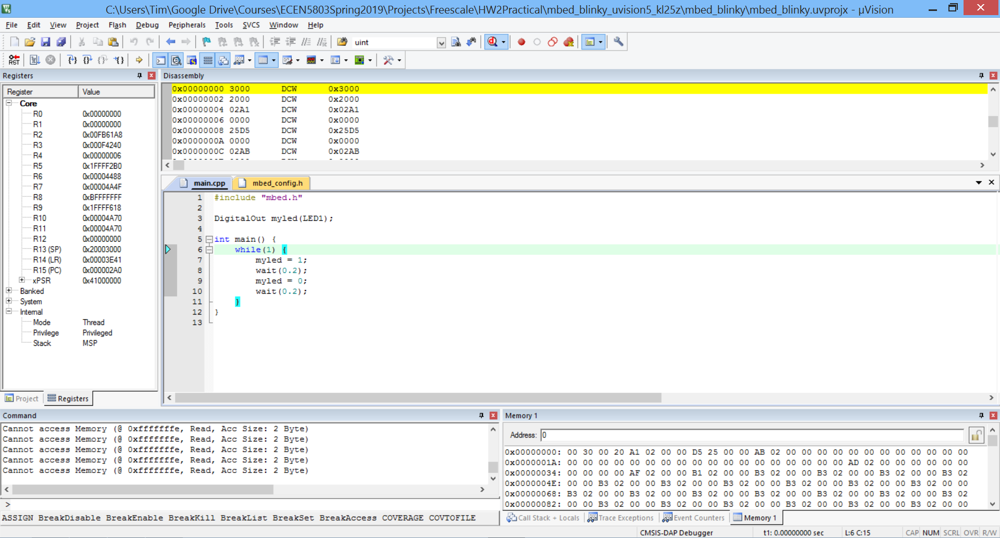 C:\Users\Tim\Google Drive\Courses\ECEN5803Spring2019\Projects\Freescale\HW2Practical\mbed_blinky_uvision5_kl25z\mbed_blinky\mbed_blinky.uvprojx - µVision
File Edit View Project Flash Debug Peripherals Tools SVCS Window Help
uint
RST
Registers
Register Value
Core
R0 0x00000000
R1 0x00000000
R2 0x00FB61A8
R3 0x000F4240
R4 0x00000006
R5 0x1FFFF2B0
R6 0x00004488
R7 0x00004A4F
R8 0xBFFFFFFF
R9 0x1FFFF618
R10 0x00004A70
R11 0x00004A70
R12 0x00000000
R13 (SP) 0x20003000
R14 (LR) 0x00003E41
R15 (PC) 0x000002A0
xPSR 0x41000000
Banked
System
Internal
Mode Thread
Privilege Privileged
Stack MSP
Project Registers
Disassembly
0x00000000 3000 DCW 0x3000
0x00000002 2000 DCW 0x2000
0x00000004 02A1 DCW 0x02A1
0x00000006 0000 DCW 0x0000
0x00000008 25D5 DCW 0x25D5
0x0000000A 0000 DCW 0x0000
0x0000000C 02AB DCW 0x02AB
main.cpp mbed_config.h
1 #include "mbed.h"
2
3 DigitalOut myled(LED1);
4
5 int main() {
6 while(1) {
7 myled = 1;
8 wait(0.2);
9 myled = 0;
10 wait(0.2);
11 }
12 }
13
Command
Cannot access Memory (@ 0xfffffffe, Read, Acc Size: 2 Byte)
Cannot access Memory (@ 0xfffffffe, Read, Acc Size: 2 Byte)
Cannot access Memory (@ 0xfffffffe, Read, Acc Size: 2 Byte)
Cannot access Memory (@ 0xfffffffe, Read, Acc Size: 2 Byte)
Cannot access Memory (@ 0xfffffffe, Read, Acc Size: 2 Byte)
>
ASSIGN BreakDisable BreakEnable BreakKill BreakList BreakSet BreakAccess COVERAGE COVTOFILE
Memory 1
Address: 0
0x00000000: 00 30 00 20 A1 02 00 00 D5 25 00 00 AB 02 00 00 00 00 00 00 00 00 00 00 00 00
0x0000001A: 00 00 00 00 00 00 00 00 00 00 00 00 00 00 00 00 00 00 AD 02 00 00 00 00 00 00
0x00000034: 00 00 00 00 AF 02 00 00 B1 02 00 00 B3 02 00 00 B3 02 00 00 B3 02 00 00 B3 02
0x0000004E: 00 00 B3 02 00 00 B3 02 00 00 B3 02 00 00 B3 02 00 00 B3 02 00 00 B3 02 00 00
0x00000068: B3 02 00 00 B3 02 00 00 B3 02 00 00 B3 02 00 00 B3 02 00 00 B3 02 00 00 B3 02
0x00000082: 00 00 B3 02 00 00 B3 02 00 00 B3 02 00 00 B3 02 00 00 B3 02 00 00 B3 02 00 00
Call Stack + Locals Trace Exceptions Event Counters Memory 1
CMSIS-DAP Debugger t1: 0.00000000 sec L:6 C:15 CAP NUM SCRL OVR R/W